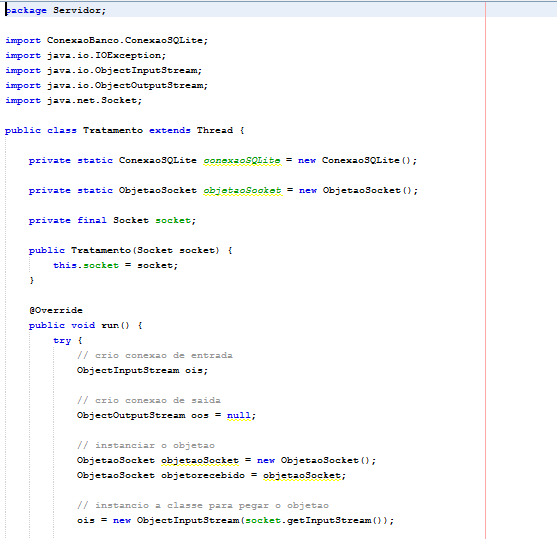 package Servidor;
import ConexaoBanco.ConexaoSQLite;
import java.io.IOException;
import java.io.ObjectInputStream;
import java.io.ObjectOutputStream;
import java.net.Socket;
public class Tratamento extends Thread {
private static ConexaoSQLite conexaoSQLite = new ConexaoSQLite();
private static ObjetaoSocket objetaoSocket = new ObjetaoSocket();
private final Socket socket;
public Tratamento(Socket socket) {
this.socket = socket;
}
@Override
public void run() {
try {
// crio conexao de entrada
ObjectInputStream ois;
// crio conexao de saida
ObjectOutputStream oos = null;
// instanciar o objetao
ObjetaoSocket objetaoSocket = new ObjetaoSocket();
ObjetaoSocket objetorecebido = objetaoSocket;
// instancio a classe para pegar o objetao
ois = new ObjectInputStream(socket.getInputStream());